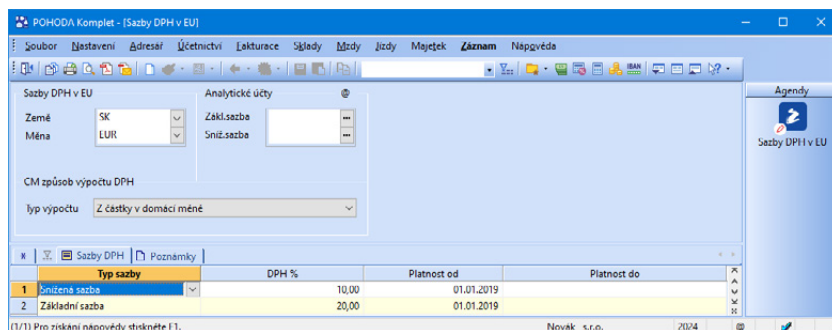 POHODA Komplet - [Sazby DPH v EU]
Soubor Nastavení Adresář Účetnictví Fakturace Sklady Mzdy Jízdy Majetek Záznam Nápověda
IBAN
Sazby DPH v EU Analytické účty @ Agendy
Země SK Zákl.sazba
Měna EUR Sníž.sazba
Sazby DPH v EU
CM způsob výpočtu DPH
Typ výpočtu Z částky v domácí měně
Sazby DPH Poznámky
Typ sazby DPH % Platnost od Platnost do
1 Snížená sazba 10,00 01.01.2019
2 Základní sazba 20,00 01.01.2019
(1/1) Pro získání nápovědy stiskněte F1. Novák s.r.o. 2024 @